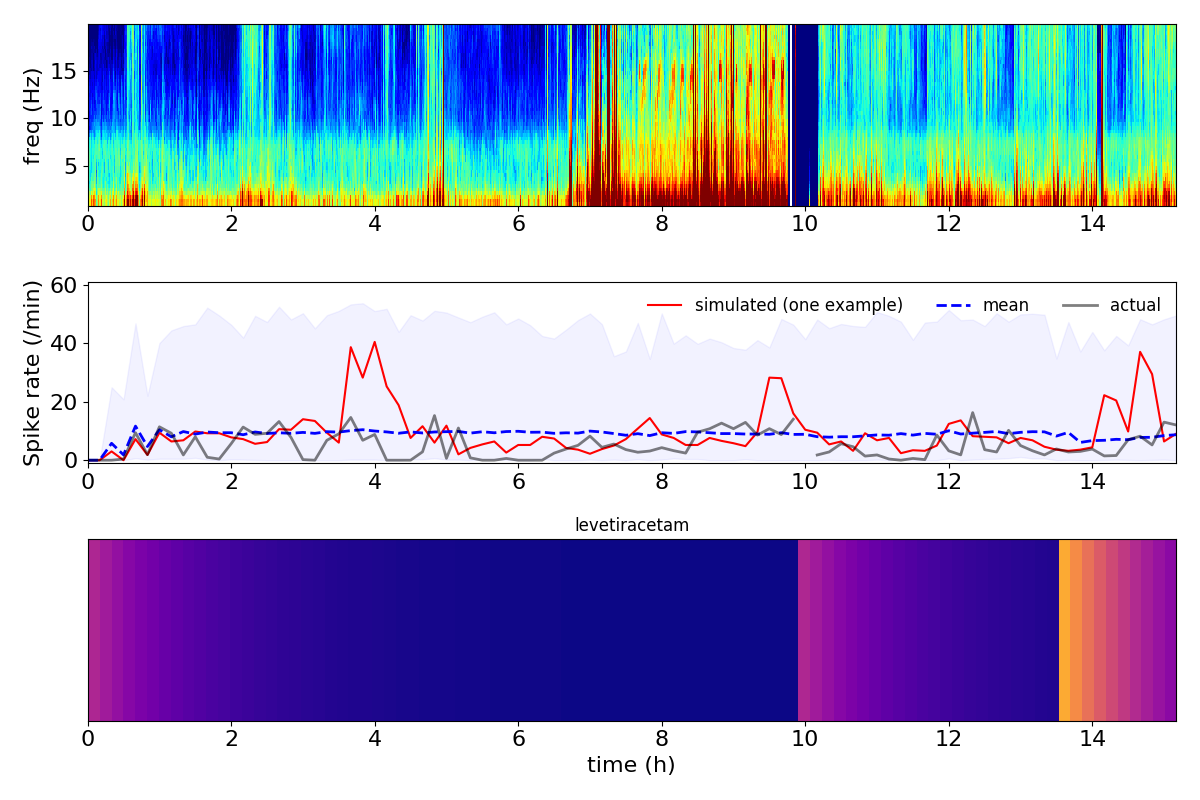 freq (Hz)
15
10
5
0 2 4 6 8 10 12 14
Spike rate (/min)
60
40
20
0
simulated (one example) mean actual
0 2 4 6 8 10 12 14
levetiracetam
0 2 4 6 8 10 12 14
time (h)